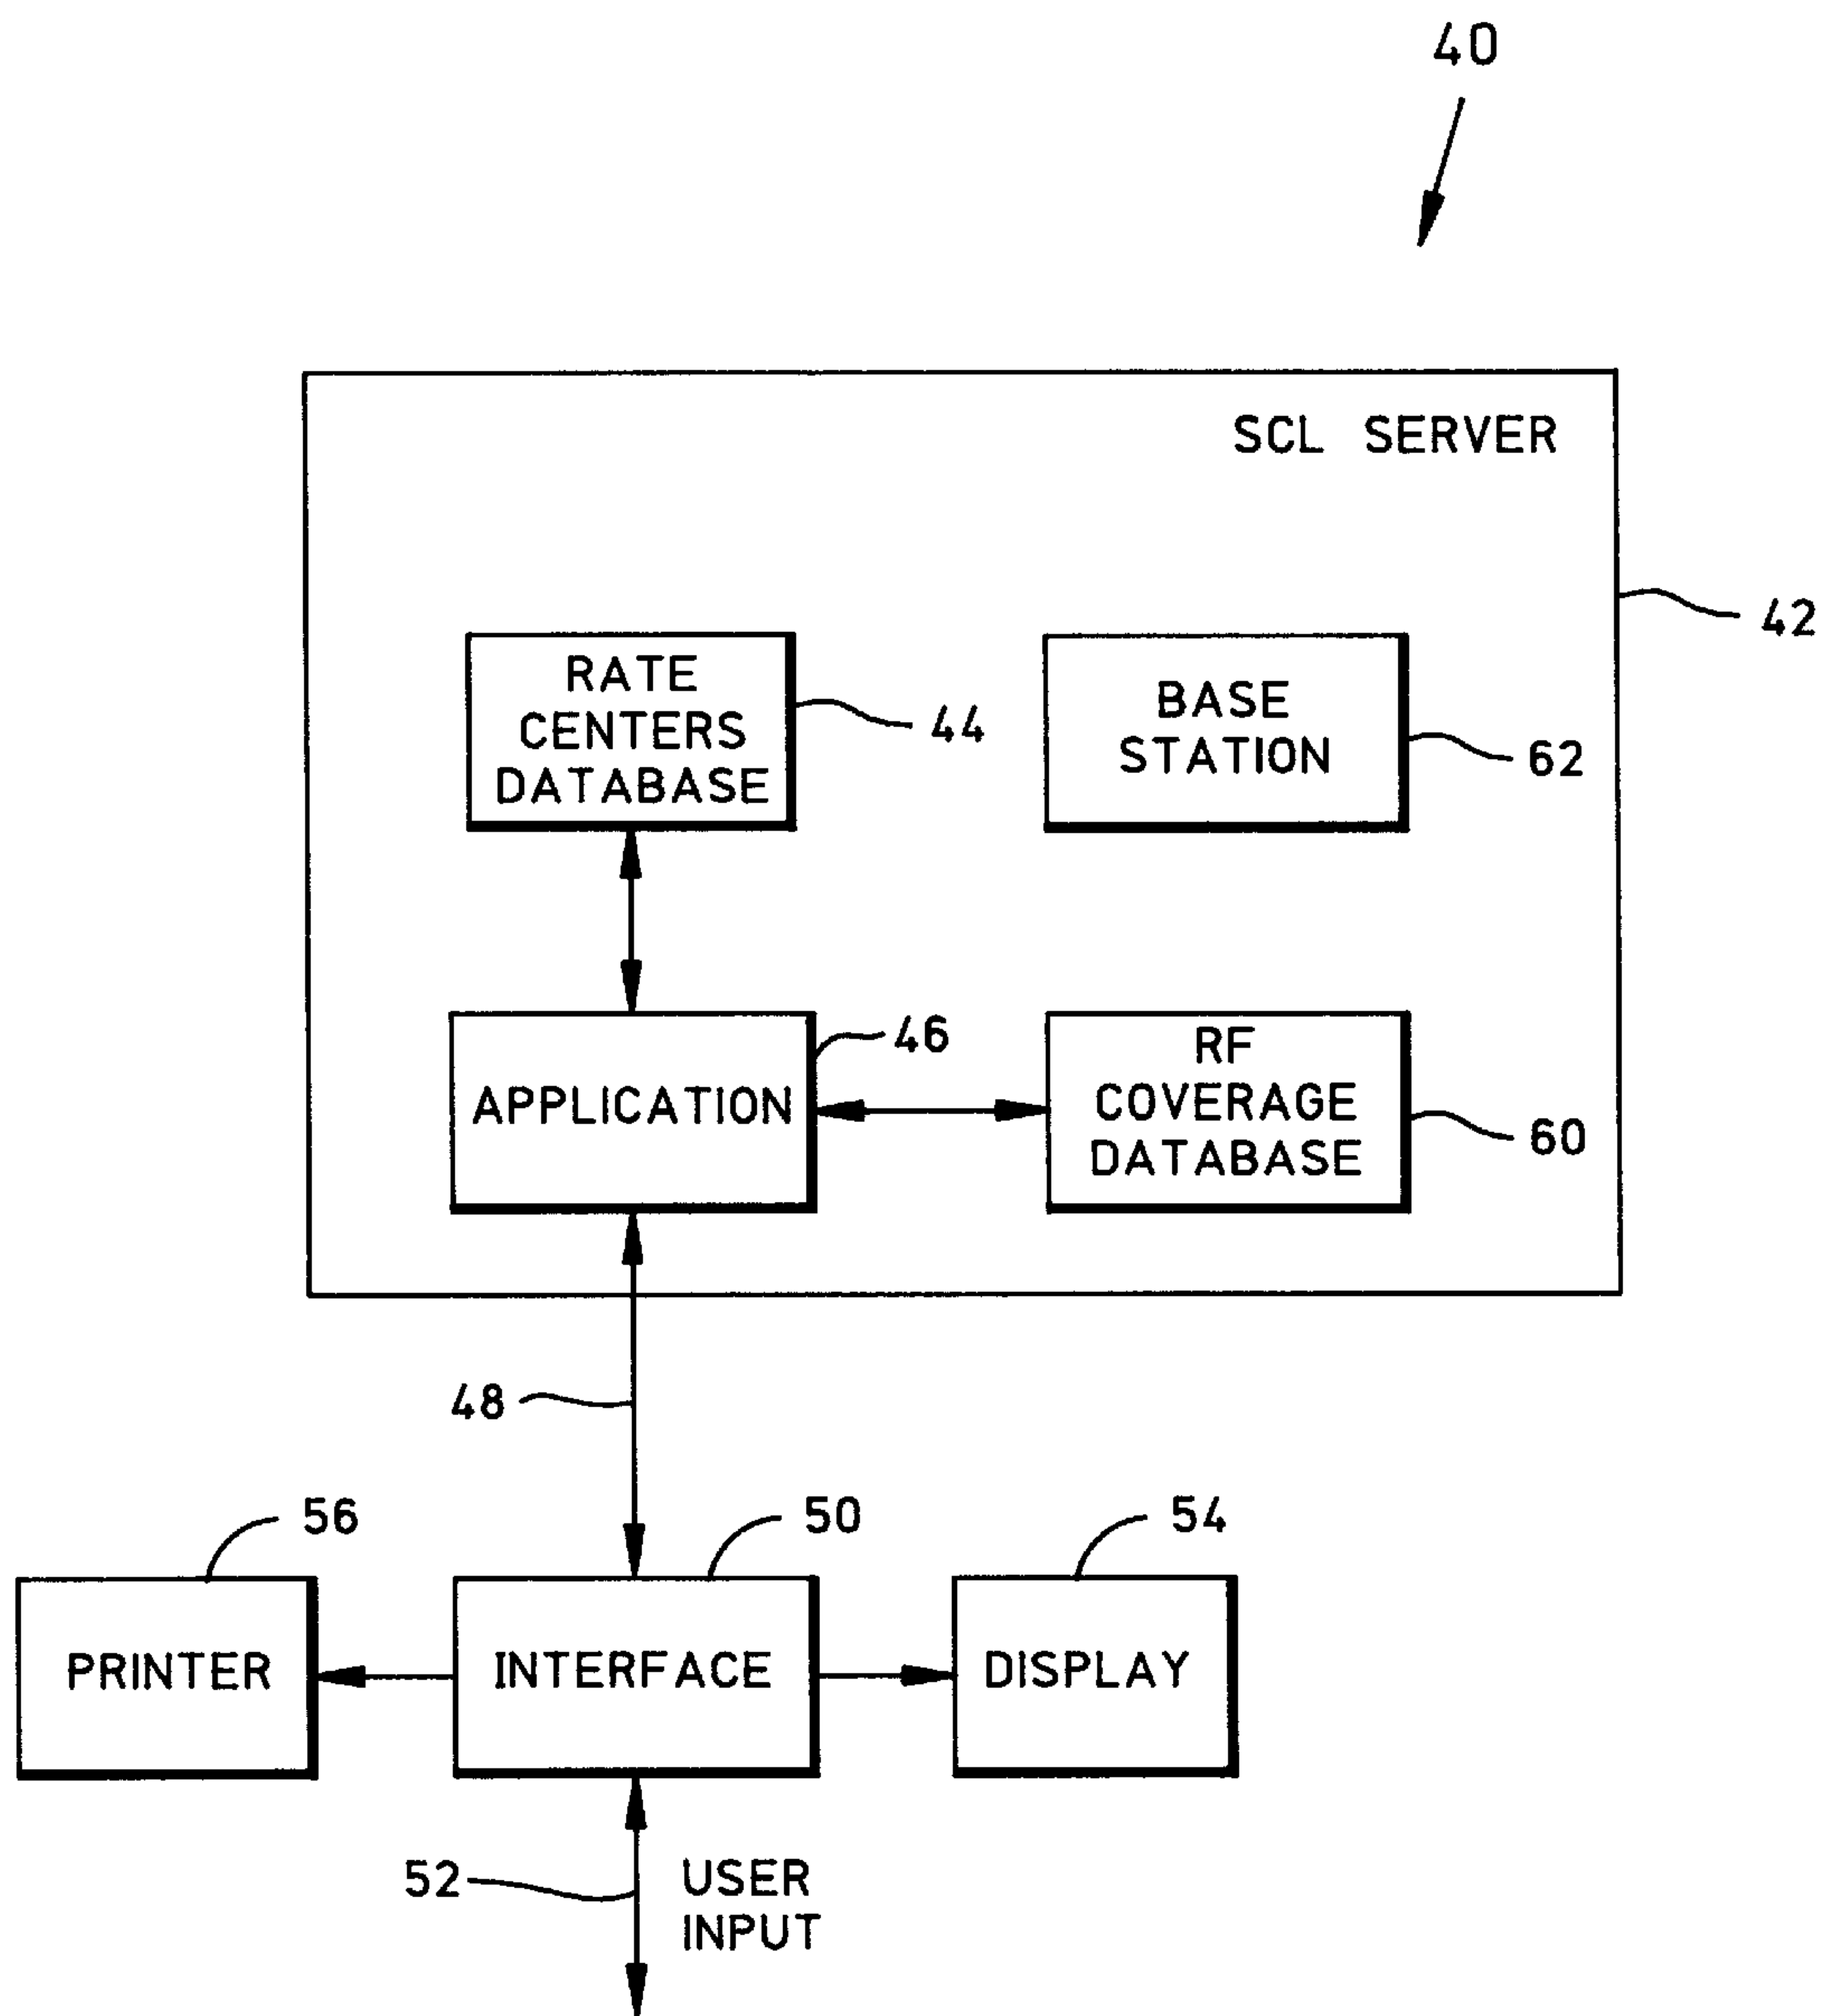 40
SCL SERVER
42
RATE
CENTERS
DATABASE
44
BASE
STATION
62
APPLICATION
46
RF
COVERAGE
DATABASE
60
48
56
50
54
PRINTER
INTERFACE
DISPLAY
52
USER
INPUT